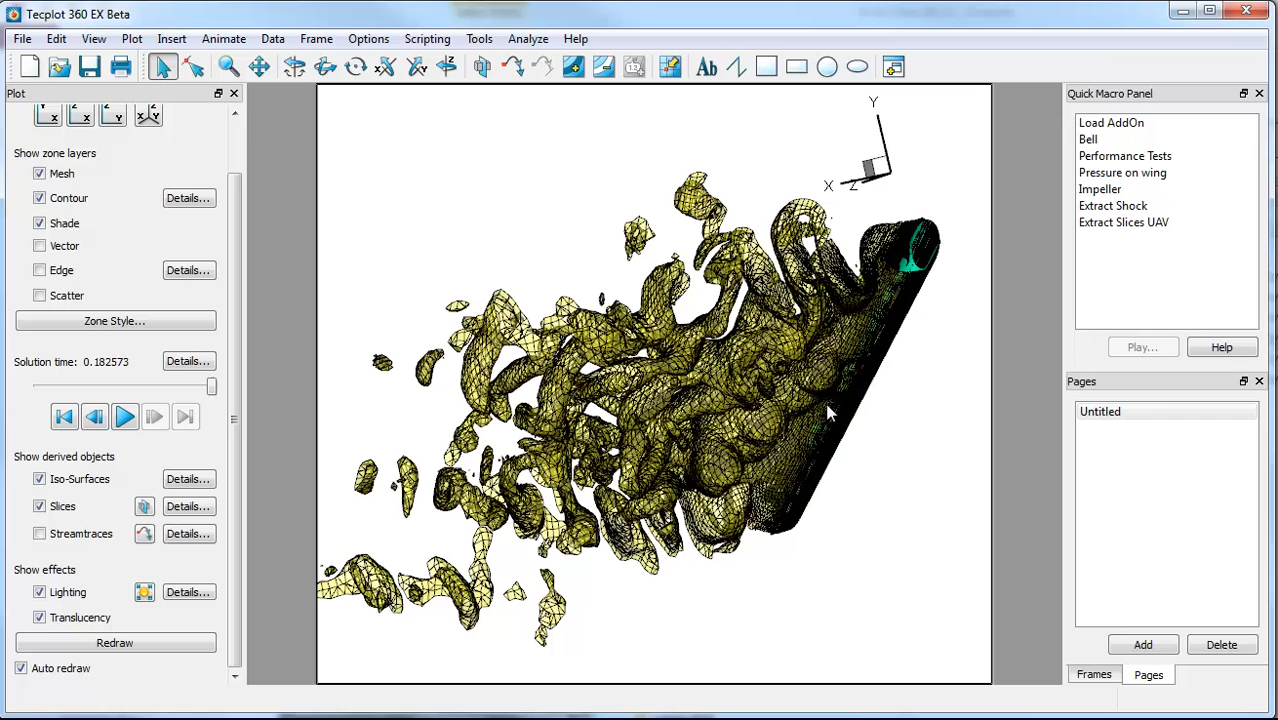 Tecplot 360 EX Beta
File Edit View Plot Insert Animate Data Frame Options Scripting Tools Analyze Help
Ab
Plot
X X Y
Show zone layers
Mesh
Contour Details...
Shade
Vector
Edge Details...
Scatter
Zone Style...
Solution time: 0.182573 Details...
Show derived objects
Iso-Surfaces Details...
Slices Details...
Streamtraces Details...
Show effects
Lighting Details...
Translucency
Redraw
Auto redraw
Y
X Z
Quick Macro Panel
Load AddOn
Bell
Performance Tests
Pressure on wing
Impeller
Extract Shock
Extract Slices UAV
Play... Help
Pages
Untitled
Add Delete
Frames Pages